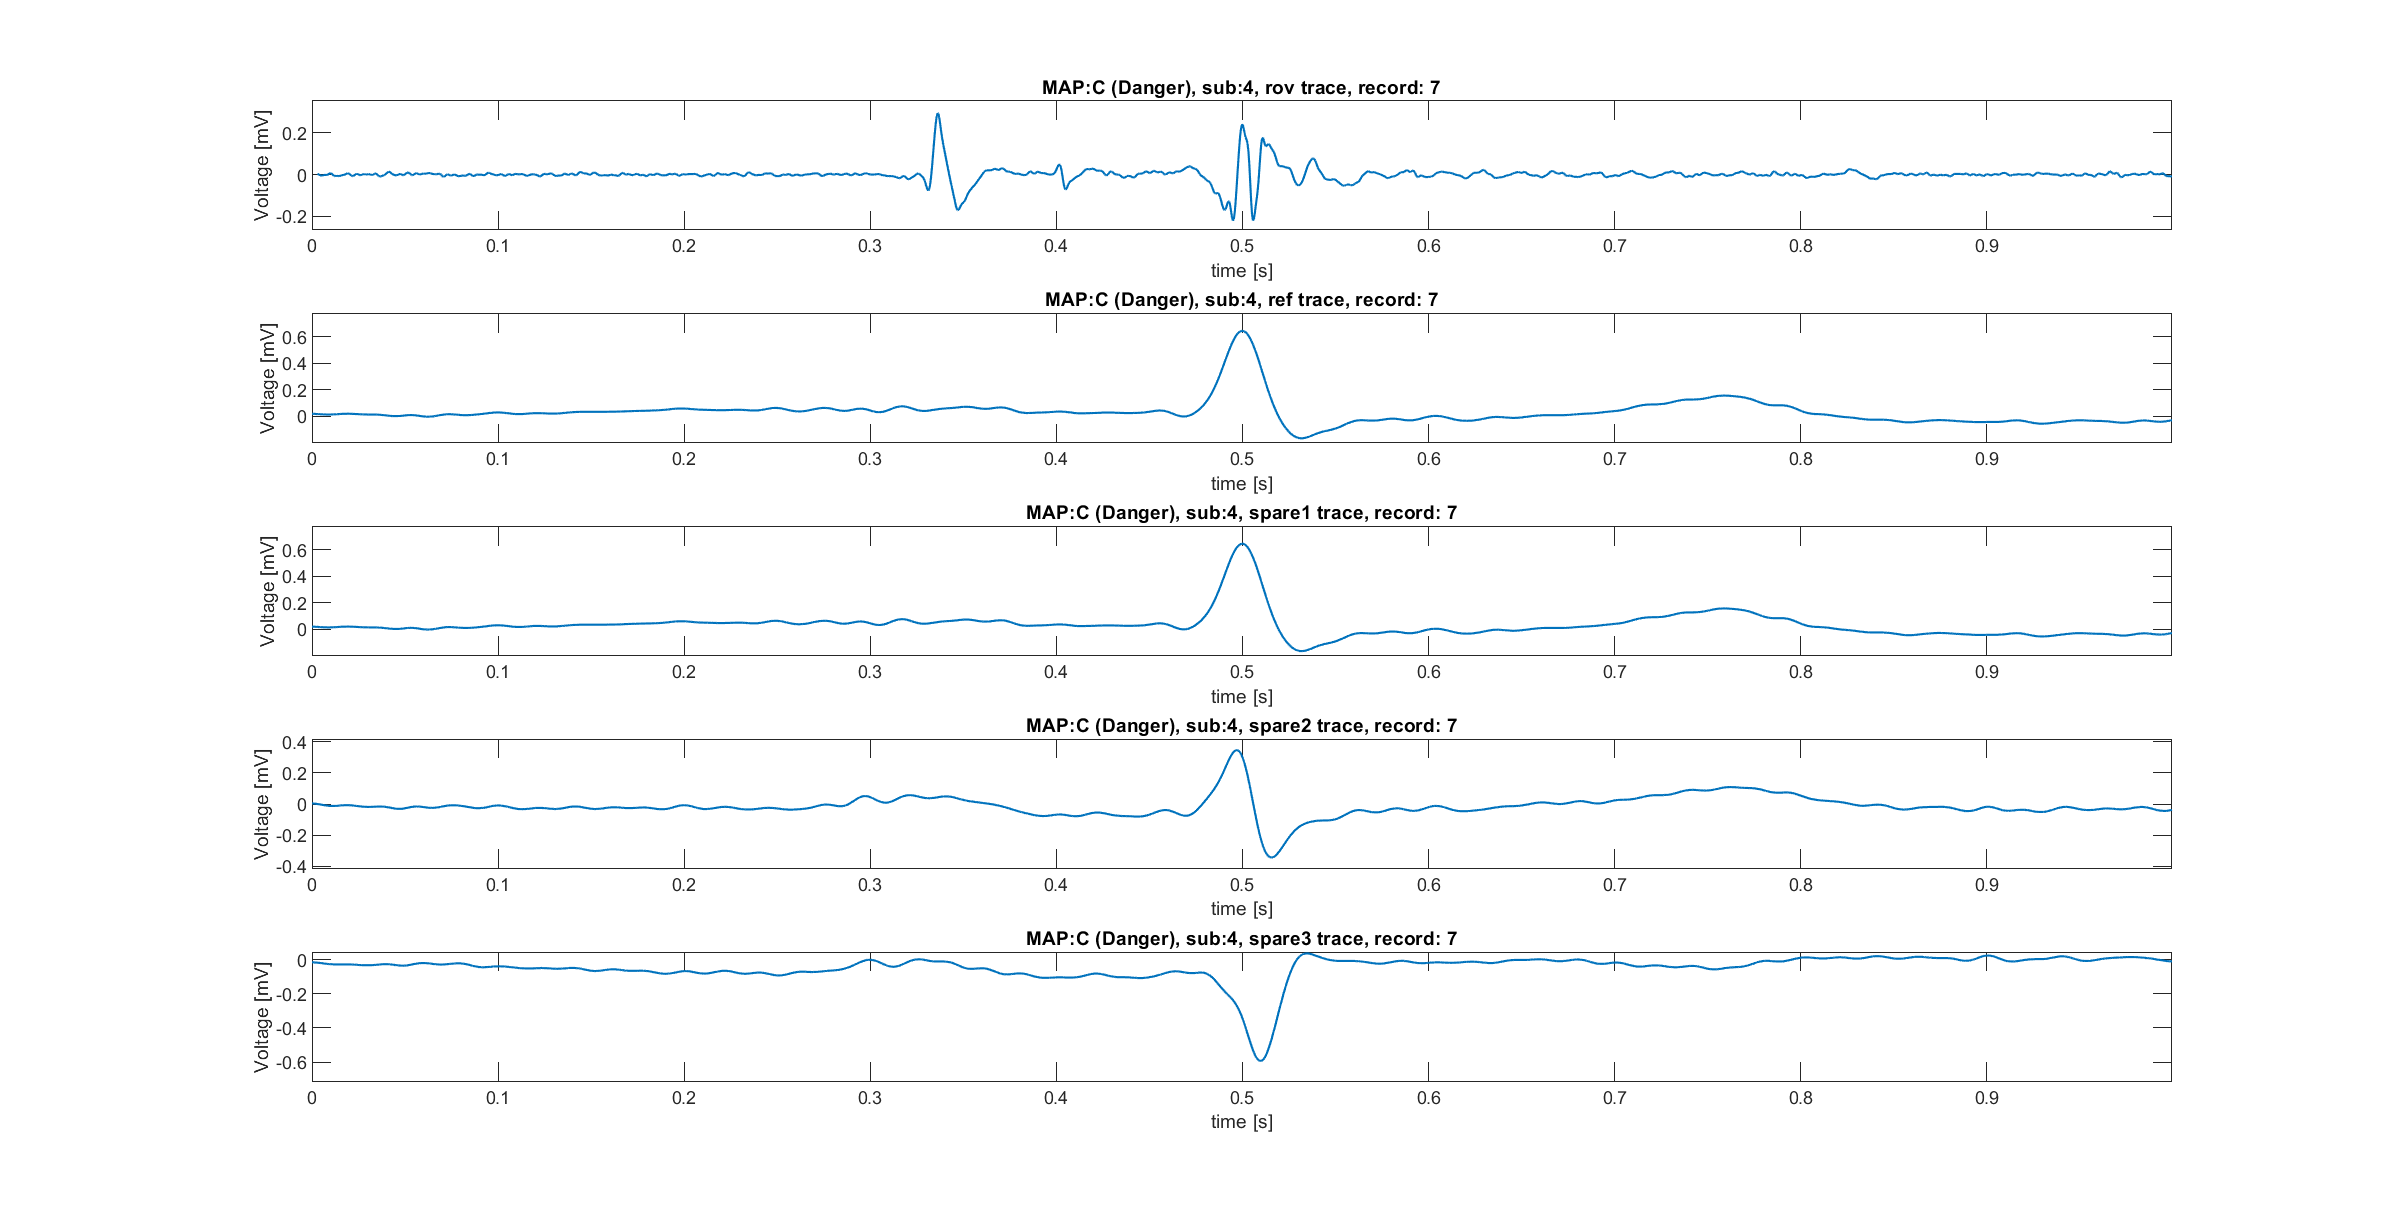 MAP:C (Danger), sub:4, rov trace, record: 7
Voltage [mV]
0.2
0
-0.2
0 0.1 0.2 0.3 0.4 0.5 0.6 0.7 0.8 0.9
time [s]
MAP:C (Danger), sub:4, ref trace, record: 7
Voltage [mV]
0.6
0.4
0.2
0
0 0.1 0.2 0.3 0.4 0.5 0.6 0.7 0.8 0.9
time [s]
MAP:C (Danger), sub:4, spare1 trace, record: 7
Voltage [mV]
0.6
0.4
0.2
0
0 0.1 0.2 0.3 0.4 0.5 0.6 0.7 0.8 0.9
time [s]
MAP:C (Danger), sub:4, spare2 trace, record: 7
Voltage [mV]
0.4
0.2
0
-0.2
-0.4
0 0.1 0.2 0.3 0.4 0.5 0.6 0.7 0.8 0.9
time [s]
MAP:C (Danger), sub:4, spare3 trace, record: 7
Voltage [mV]
0
-0.2
-0.4
-0.6
0 0.1 0.2 0.3 0.4 0.5 0.6 0.7 0.8 0.9
time [s]